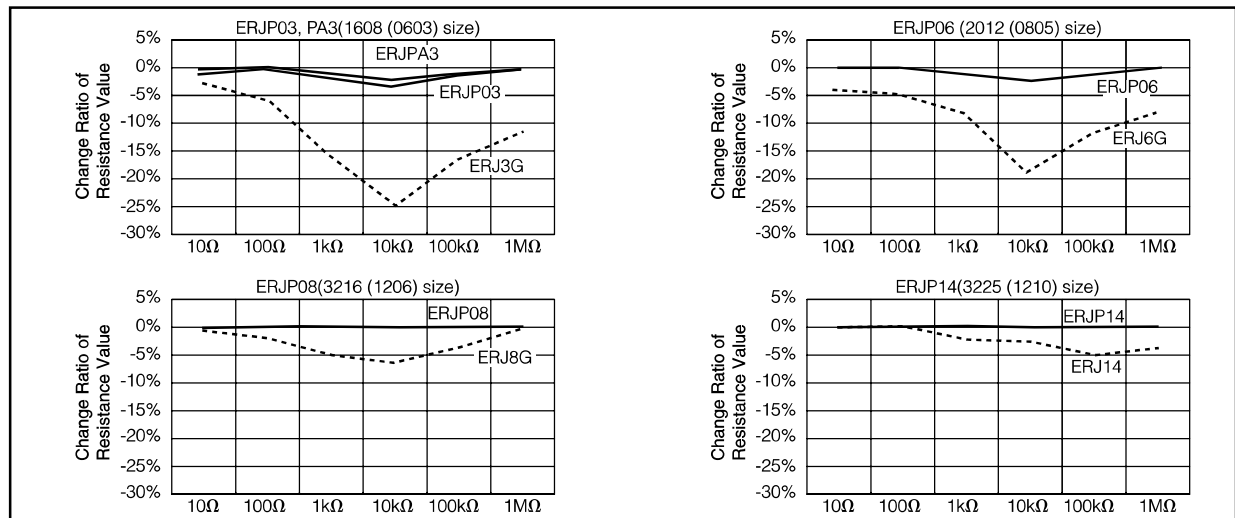 ERJP03, PA3(1608 (0603) size)
Change Ratio of
Resistance Value
5%
0%
-5%
-10%
-15%
-20%
-25%
-30%
ERJPA3
ERJP03
ERJ3G
10Ω 100Ω 1kΩ 10kΩ 100kΩ 1MΩ
ERJP06 (2012 (0805) size)
Change Ratio of
Resistance Value
5%
0%
-5%
-10%
-15%
-20%
-25%
-30%
ERJP06
ERJ6G
10Ω 100Ω 1kΩ 10kΩ 100kΩ 1MΩ
ERJP08(3216 (1206) size)
Change Ratio of
Resistance Value
5%
0%
-5%
-10%
-15%
-20%
-25%
-30%
ERJP08
ERJ8G
10Ω 100Ω 1kΩ 10kΩ 100kΩ 1MΩ
ERJP14(3225 (1210) size)
Change Ratio of
Resistance Value
5%
0%
-5%
-10%
-15%
-20%
-25%
-30%
ERJP14
ERJ14
10Ω 100Ω 1kΩ 10kΩ 100kΩ 1MΩ